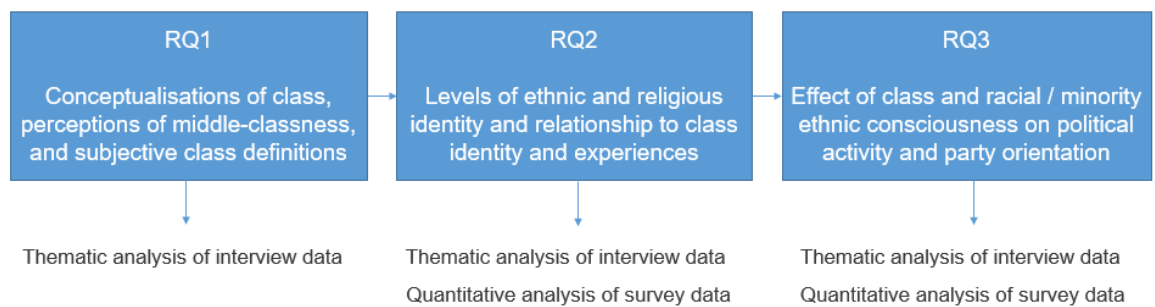 RQ1
Conceptualisations of class,
perceptions of middle-classness,
and subjective class definitions
RQ2
Levels of ethnic and religious
identity and relationship to class
identity and experiences
RQ3
Effect of class and racial / minority
ethnic consciousness on political
activity and party orientation
Thematic analysis of interview data
Thematic analysis of interview data
Quantitative analysis of survey data
Thematic analysis of interview data
Quantitative analysis of survey data